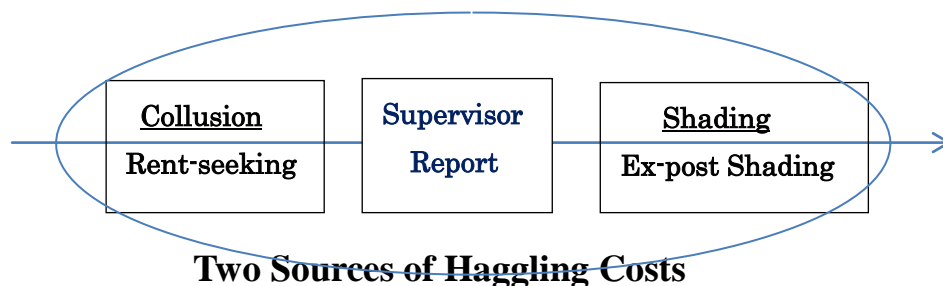 Collusion
Rent-seeking
Supervisor
Report
Shading
Ex-post Shading
Two Sources of Haggling Costs